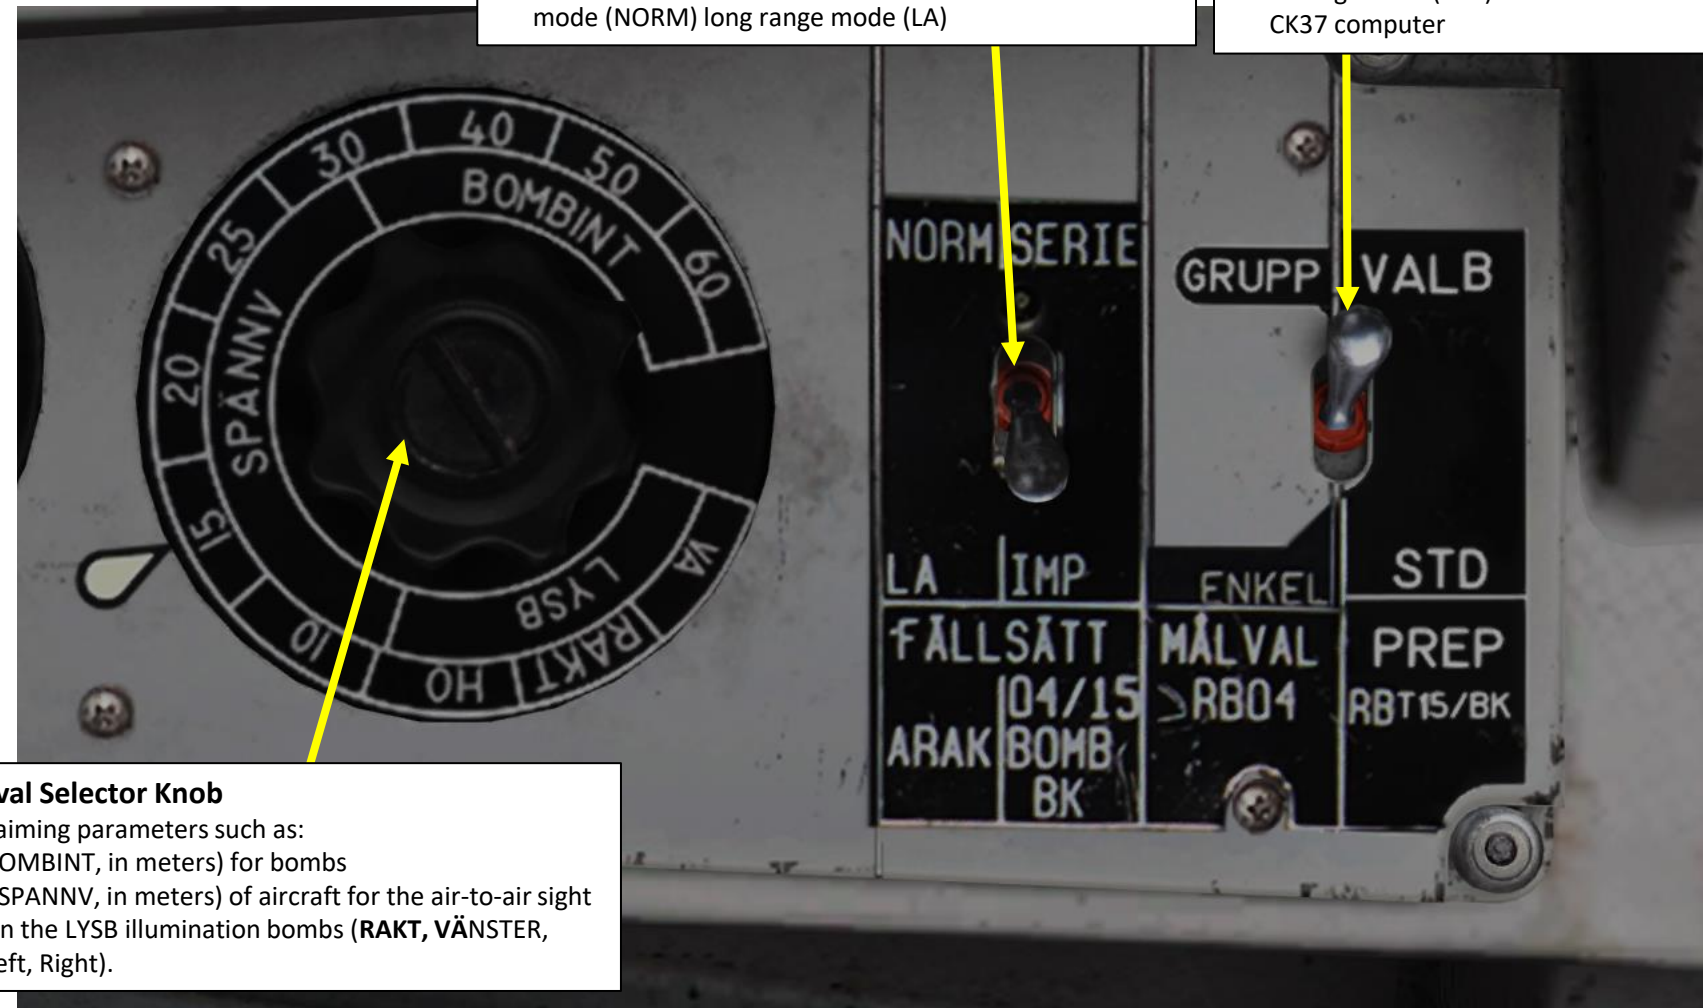 mode (NORM) long range mode (LA)
CK37 computer
10 15 20 25 30 40 50 60
SPÄNNV
BOMBINT
VA RAKT HO
LYSB
NORM SERIE
LA IMP
FÄLLSÄTT
04/15
ARAK BOMB
BK
GRUPP VALB
ENKEL STD
MÅLVAL PREP
RB04 RBT15/BK
val Selector Knob
aiming parameters such as:
OMBINT, in meters) for bombs
SPANNV, in meters) of aircraft for the air-to-air sight
n the LYSB illumination bombs (RAKT, VÄNSTER,
eft, Right).